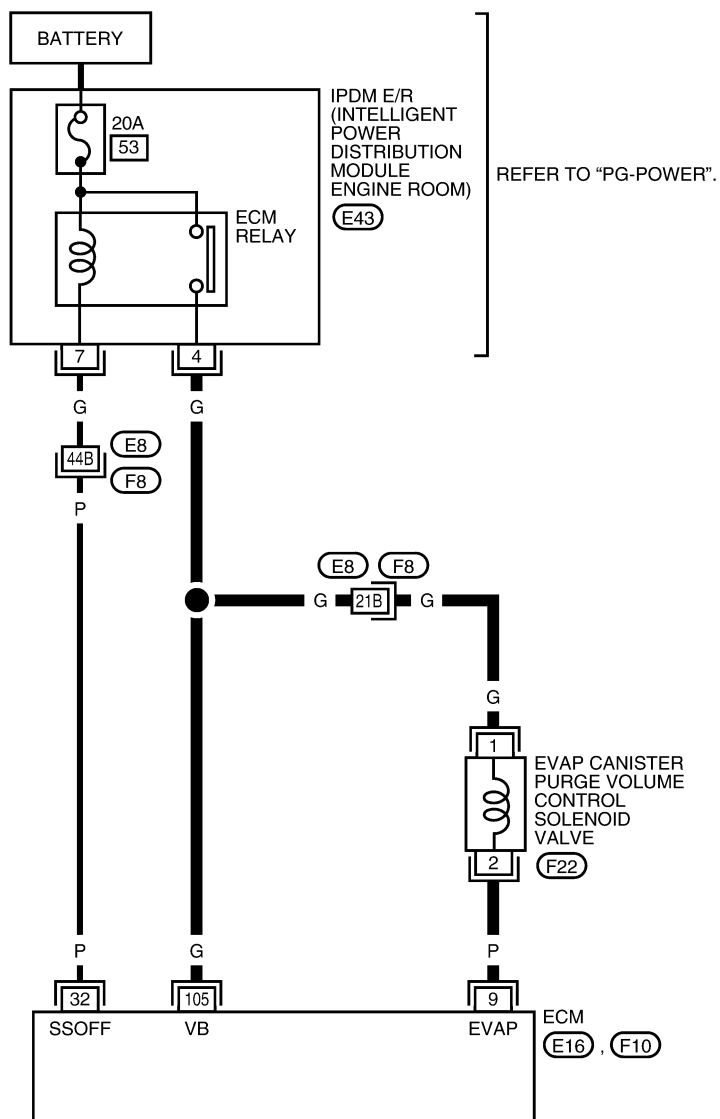 BATTERY
20A
53
IPDM E/R
(INTELLIGENT
POWER
DISTRIBUTION
MODULE
ENGINE ROOM)
E43
REFER TO “PG-POWER”.
ECM
RELAY
7
4
G
G
44B
E8
F8
P
E8
F8
G
21B
G
G
1
EVAP CANISTER
PURGE VOLUME
CONTROL
SOLENOID
VALVE
2
F22
P
G
P
32
105
9
SSOFF
VB
EVAP
ECM
E16 , F10